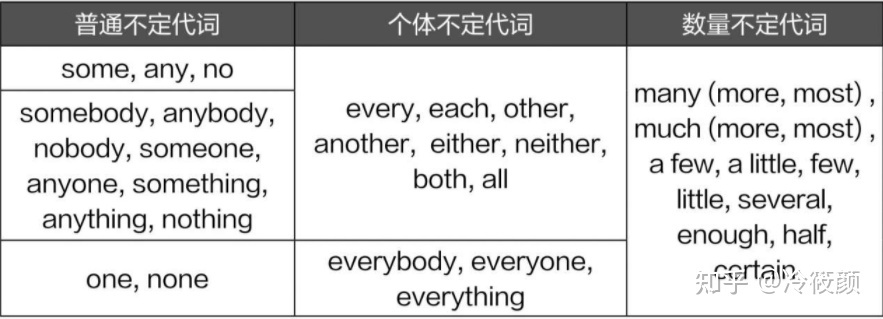 普通不定代词
个体不定代词
数量不定代词
some, any, no
somebody, anybody,
nobody, someone,
anyone, something,
anything, nothing
one, none
every, each, other,
another, either, neither,
both, all
everybody, everyone,
everything
many (more, most) ,
much (more, most) ,
a few, a little, few,
little, several,
enough, half,
certain
知乎 @冷筱颜